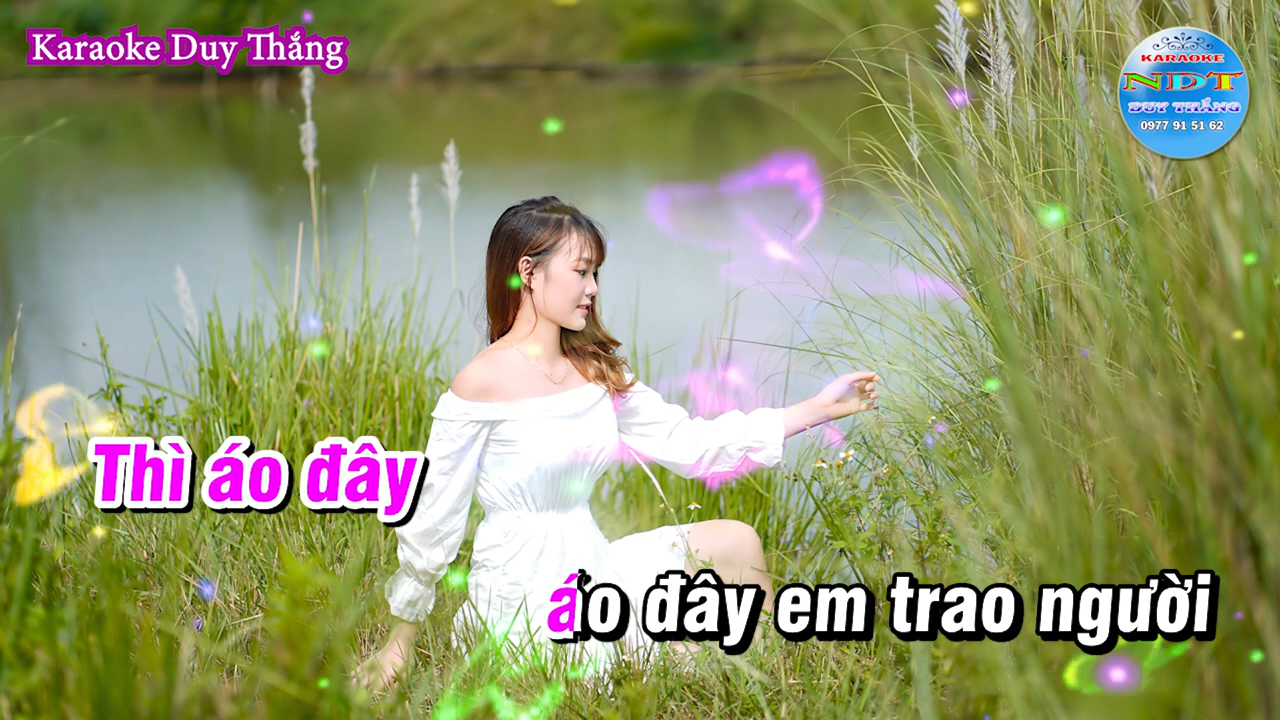 Karaoke Duy Thắng
KARAOKE
NDT
DUY THẮNG
0977 91 51 62
Thì áo đây
áo đây em trao người